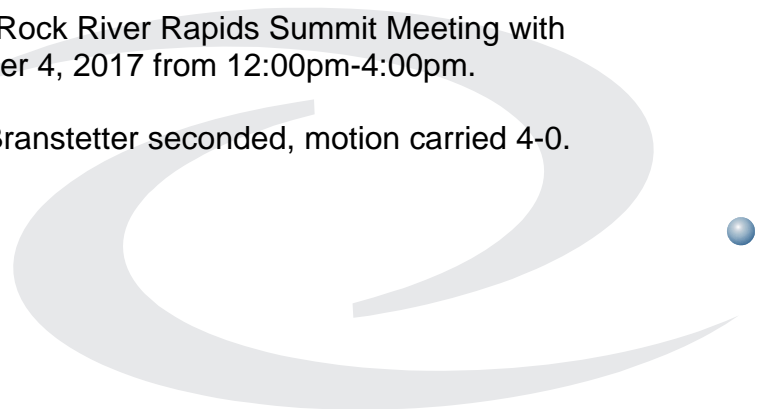 Rock River Rapids Summit Meeting with
er 4, 2017 from 12:00pm-4:00pm.
Branstetter seconded, motion carried 4-0.